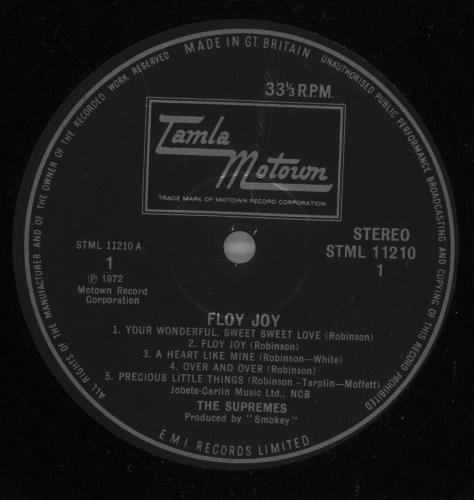 MADE IN GT. BRITAIN
UNAUTHORISED PUBLIC PERFORMANCE BROADCASTING AND COPYING OF THIS RECORD PROHIBITED
ALL RIGHTS OF THE MANUFACTURER AND OF THE OWNER OF THE RECORDED WORK RESERVED
33⅓ R.P.M.
Tamla
Motown
TRADE MARK OF MOTOWN RECORD CORPORATION
STML 11210 A
1
℗ 1972
Motown Record
Corporation
STEREO
STML 11210
1
FLOY JOY
1. YOUR WONDERFUL, SWEET SWEET LOVE (Robinson)
2. FLOY JOY (Robinson)
3. A HEART LIKE MINE (Robinson—White)
4. OVER AND OVER (Robinson)
5. PRECIOUS LITTLE THINGS (Robinson -Tarplin—Moffett)
Jobete-Carlin Music Ltd., NCB
THE SUPREMES
Produced by "Smokey"
EMI RECORDS LIMITED